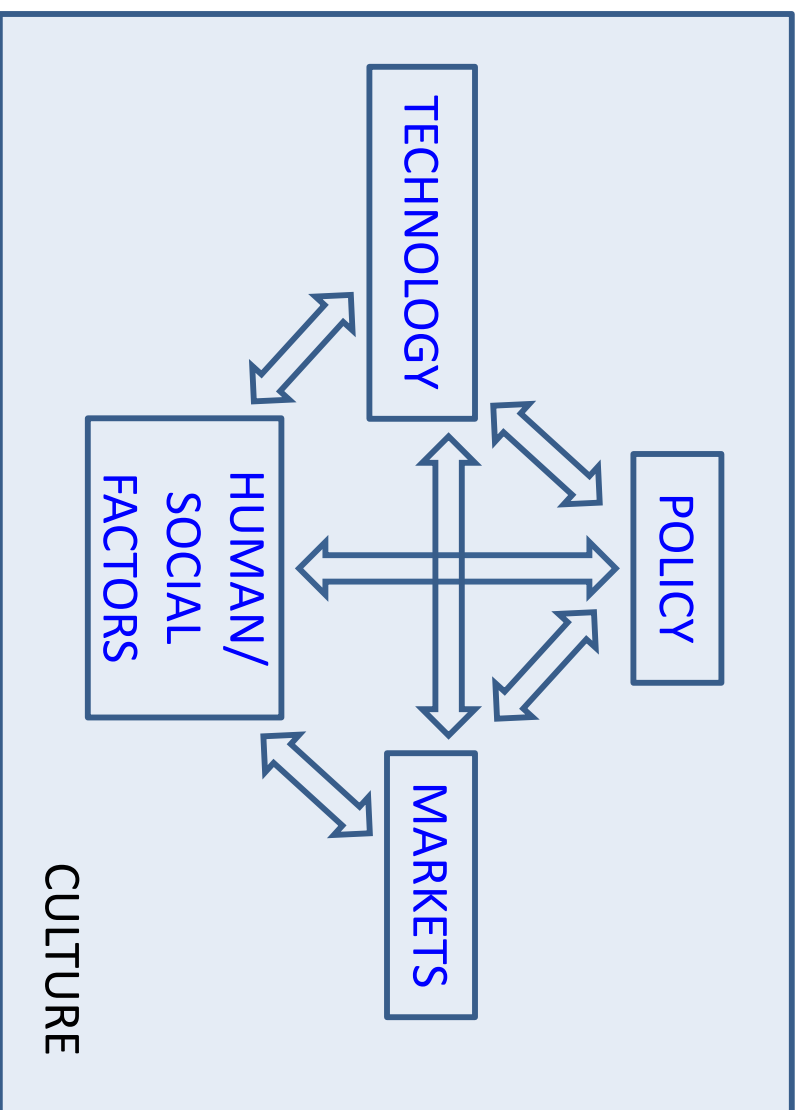 POLICY
TECHNOLOGY
MARKETS
HUMAN/
SOCIAL
FACTORS
CULTURE